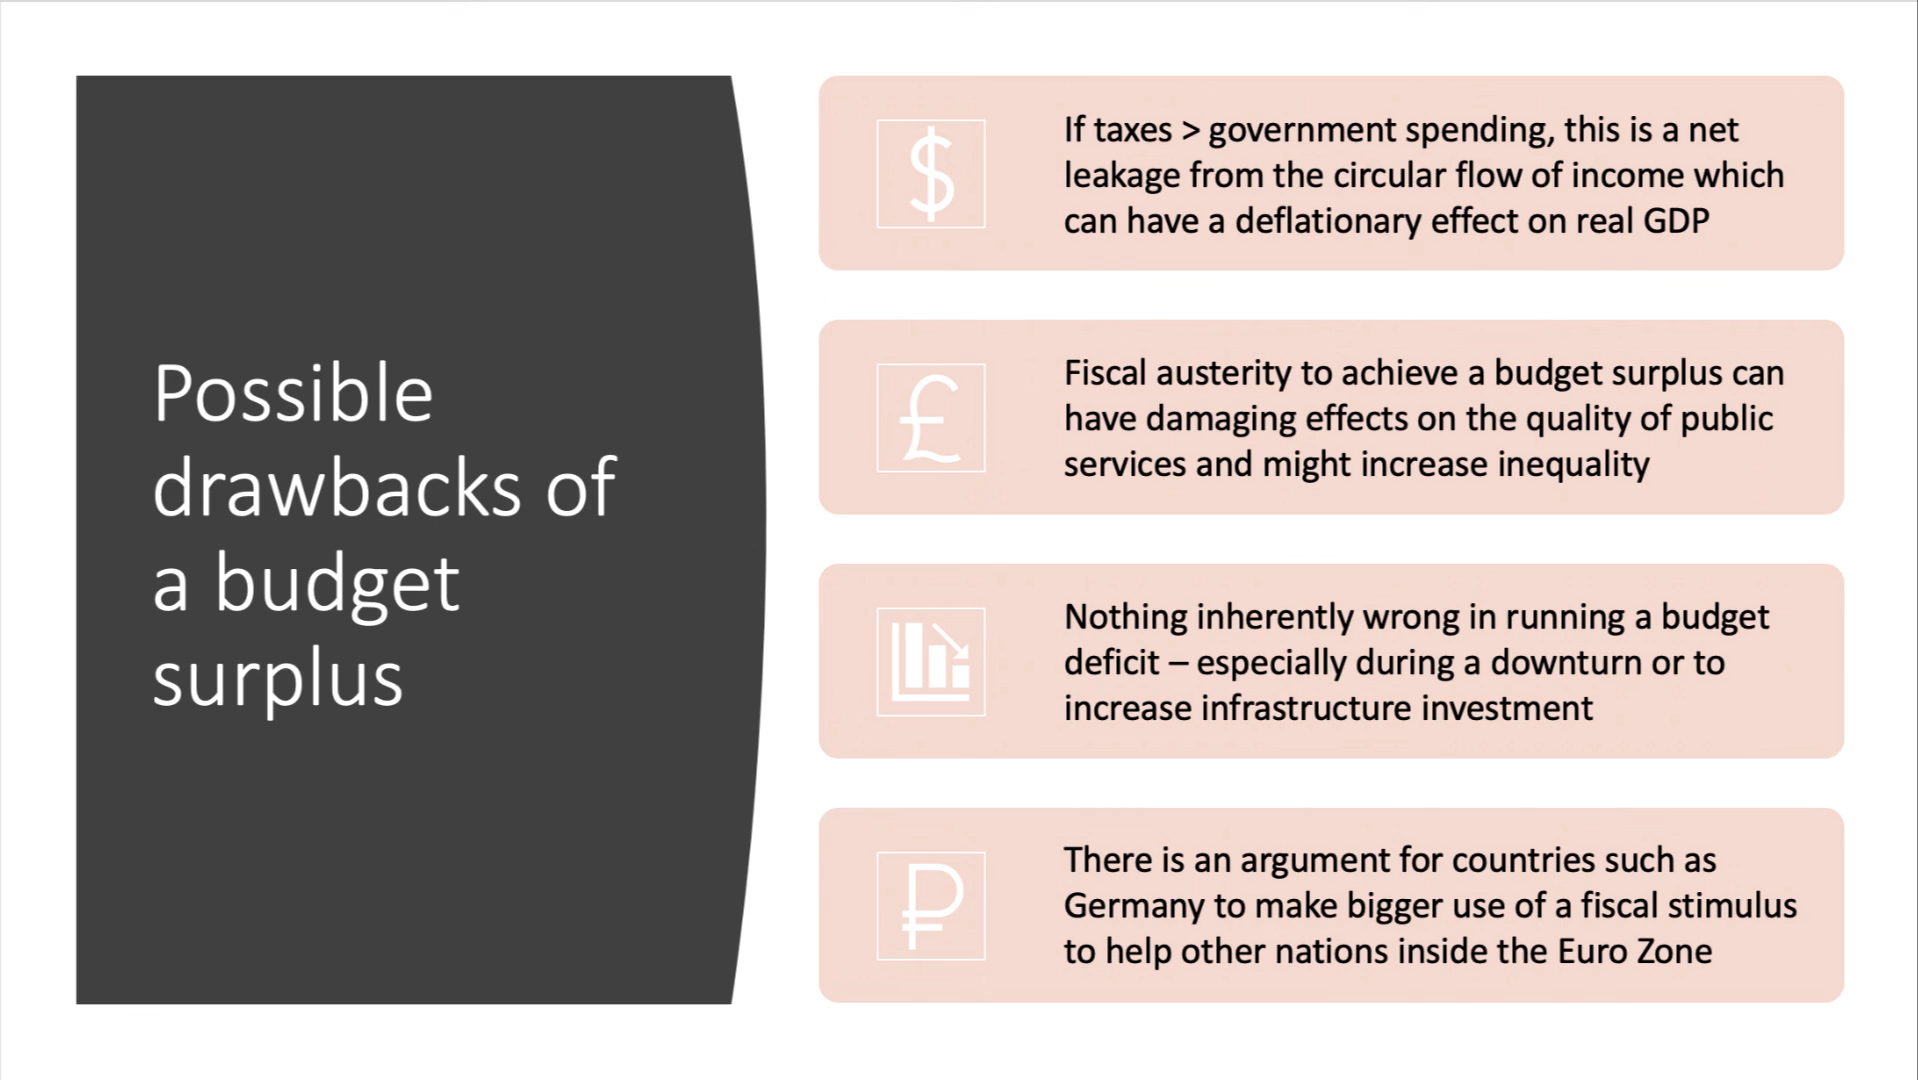 Possible
drawbacks of
a budget
surplus
If taxes > government spending, this is a net
leakage from the circular flow of income which
can have a deflationary effect on real GDP
Fiscal austerity to achieve a budget surplus can
have damaging effects on the quality of public
services and might increase inequality
Nothing inherently wrong in running a budget
deficit – especially during a downturn or to
increase infrastructure investment
There is an argument for countries such as
Germany to make bigger use of a fiscal stimulus
to help other nations inside the Euro Zone